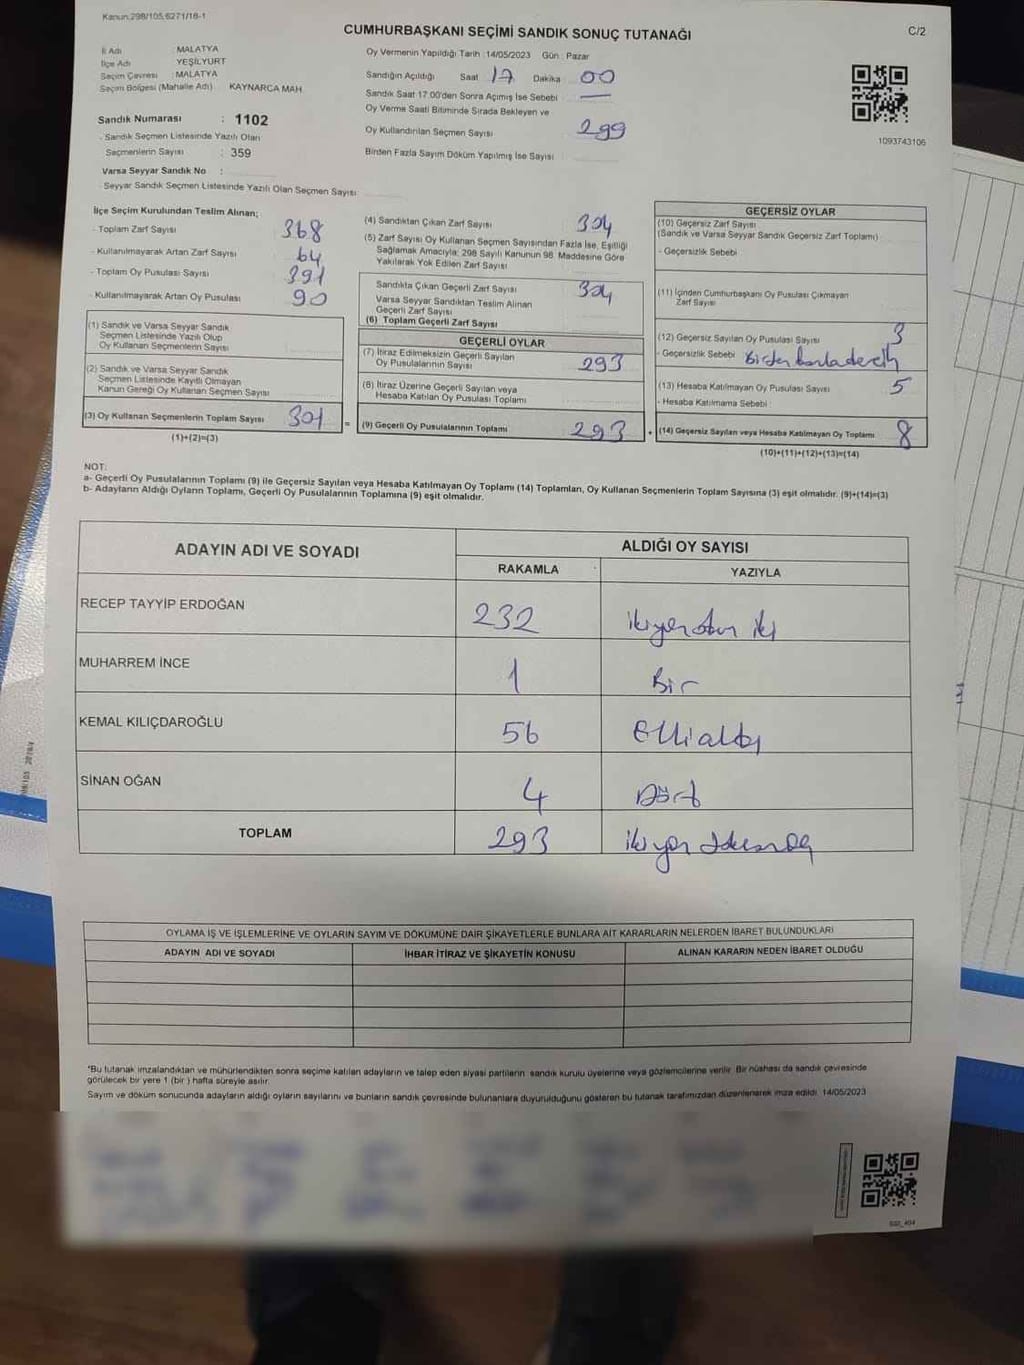 Kanun:298/105,6271/18-1
CUMHURBAŞKANI SEÇİMİ SANDIK SONUÇ TUTANAĞI
C/2
İl Adı : MALATYA
İlçe Adı : YEŞİLYURT
Seçim Çevresi : MALATYA
Seçim Bölgesi (Mahalle Adı) : KAYNARCA MAH.
Sandık Numarası : 1102
- Sandık Seçmen Listesinde Yazılı Olan
Seçmenlerin Sayısı : 359
Varsa Seyyar Sandık No :
- Seyyar Sandık Seçmen Listesinde Yazılı Olan Seçmen Sayısı
Oy Vermenin Yapıldığı Tarih :14/05/2023 Gün : Pazar
Sandığın Açıldığı Saat 17 Dakika 00
Sandık Saat 17:00'den Sonra Açımış İse Sebebi —
Oy Verme Saati Bitiminde Sırada Bekleyen ve
Oy Kullandırılan Seçmen Sayısı 299
Birden Fazla Sayım Döküm Yapılmış İse Sayısı
1093743106
İlçe Seçim Kurulundan Teslim Alınan;
- Toplam Zarf Sayısı 368
- Kullanılmayarak Artan Zarf Sayısı 64
- Toplam Oy Pusulası Sayısı 391
- Kullanılmayarak Artan Oy Pusulası 90
(1) Sandık ve Varsa Seyyar Sandık
Seçmen Listesinde Yazılı Olup
Oy Kullanan Seçmenlerin Sayısı
(2) Sandık ve Varsa Seyyar Sandık
Seçmen Listesinde Kayıtlı Olmayan
Kanun Gereği Oy Kullanan Seçmen Sayısı
(3) Oy Kullanan Seçmenlerin Toplam Sayısı 301 =
(1)+(2)=(3)
(4) Sandıktan Çıkan Zarf Sayısı 304
(5) Zarf Sayısı Oy Kullanan Seçmen Sayısından Fazla İse, Eşitliği
Sağlamak Amacıyla; 298 Sayılı Kanunun 98. Maddesine Göre
Yakılarak Yok Edilen Zarf Sayısı
Sandıkta Çıkan Geçerli Zarf Sayısı 304
Varsa Seyyar Sandıktan Teslim Alınan
Geçerli Zarf Sayısı
(6) Toplam Geçerli Zarf Sayısı
GEÇERLİ OYLAR
(7) İtiraz Edilmeksizin Geçerli Sayılan
Oy Pusulalarının Sayısı 293
(8) İtiraz Üzerine Geçerli Sayılan veya
Hesaba Katılan Oy Pusulası Toplamı
(9) Geçerli Oy Pusulalarının Toplamı 293 +
GEÇERSİZ OYLAR
(10) Geçersiz Zarf Sayısı
(Sandık ve Varsa Seyyar Sandık Geçersiz Zarf Toplamı)
- Geçersizlik Sebebi
(11) İçinden Cumhurbaşkanı Oy Pusulası Çıkmayan
Zarf Sayısı
(12) Geçersiz Sayılan Oy Pusulası Sayısı 3
- Geçersizlik Sebebi
(13) Hesaba Katılmayan Oy Pusulası Sayısı 5
- Hesaba Katılmama Sebebi :
(14) Geçersiz Sayılan veya Hesaba Katılmayan Oy Toplamı 8
(10)+(11)+(12)+(13)=(14)
NOT:
a- Geçerli Oy Pusulalarının Toplamı (9) ile Geçersiz Sayılan veya Hesaba Katılmayan Oy Toplamı (14) Toplamları, Oy Kullanan Seçmenlerin Toplam Sayısına (3) eşit olmalıdır. (9)+(14)=(3)
b- Adayların Aldığı Oyların Toplamı, Geçerli Oy Pusulalarının Toplamına (9) eşit olmalıdır.
ADAYIN ADI VE SOYADI
ALDIĞI OY SAYISI
RAKAMLA YAZIYLA
RECEP TAYYİP ERDOĞAN 232 ikiyüz otuz iki
MUHARREM İNCE 1 Bir
KEMAL KILIÇDAROĞLU 56 Ellialtı
SİNAN OĞAN 4 Dört
TOPLAM 293 ikiyüz
OYLAMA İŞ VE İŞLEMLERİNE VE OYLARIN SAYIM VE DÖKÜMÜNE DAİR ŞİKAYETLERLE BUNLARA AİT KARARLARIN NELERDEN İBARET BULUNDUKLARI
ADAYIN ADI VE SOYADI İHBAR İTİRAZ VE ŞİKAYETİN KONUSU ALINAN KARARIN NEDEN İBARET OLDUĞU
*Bu tutanak imzalandıktan ve mühürlendikten sonra seçime katılan adayların ve talep eden siyasi partilerin sandık kurulu üyelerine veya gözlemcilerine verilir. Bir nüshası da sandık çevresinde
görülecek bir yere 1 (bir ) hafta süreyle asılır.
Sayım ve döküm sonucunda adayların aldığı oyların sayılarını ve bunların sandık çevresinde bulunanlara duyurulduğunu gösteren bu tutanak tarafımızdan düzenlenerek imza edildi. 14/05/2023